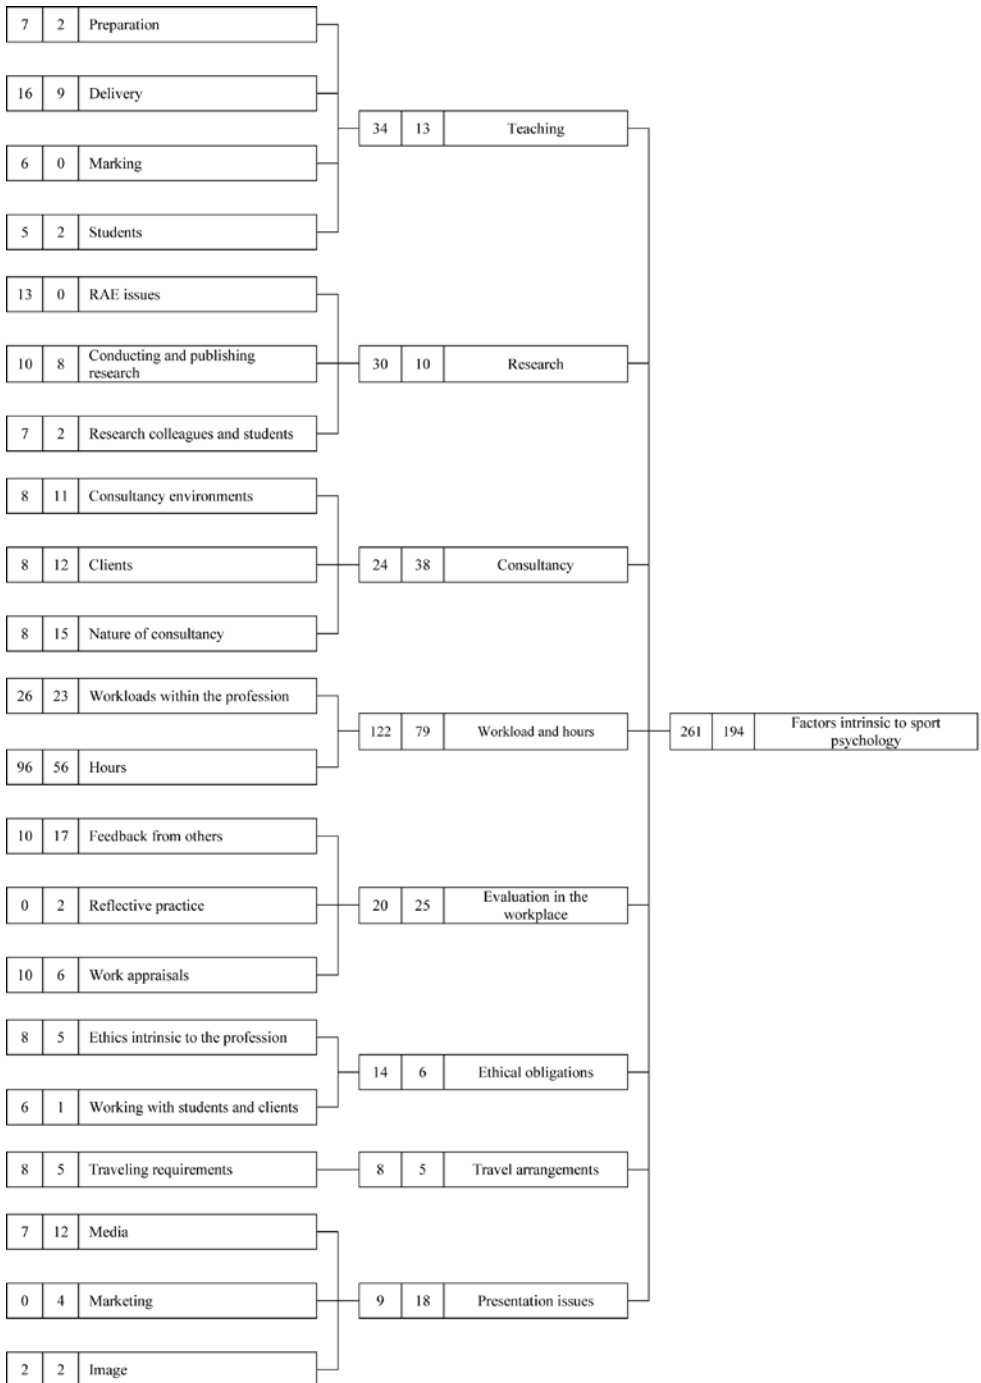 7 2 Preparation
16 9 Delivery
34 13 Teaching
6 0 Marking
5 2 Students
13 0 RAE issues
10 8 Conducting and publishing
research
30 10 Research
7 2 Research colleagues and students
8 11 Consultancy environments
8 12 Clients
24 38 Consultancy
8 15 Nature of consultancy
26 23 Workloads within the profession
122 79 Workload and hours
261 194 Factors intrinsic to sport
psychology
96 56 Hours
10 17 Feedback from others
0 2 Reflective practice
20 25 Evaluation in the
workplace
10 6 Work appraisals
8 5 Ethics intrinsic to the profession
14 6 Ethical obligations
6 1 Working with students and clients
8 5 Traveling requirements
8 5 Travel arrangements
7 12 Media
0 4 Marketing
9 18 Presentation issues
2 2 Image